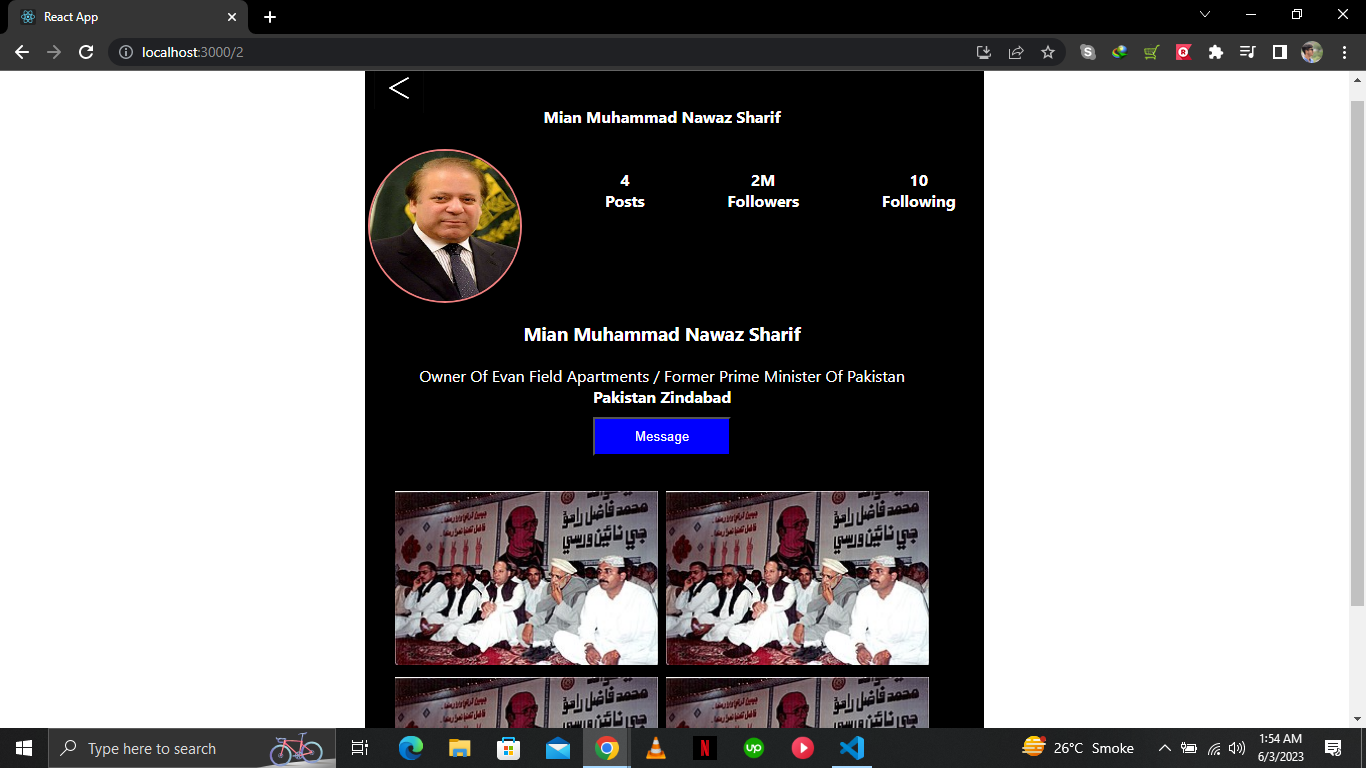 React App
localhost:3000/2
Mian Muhammad Nawaz Sharif
4 2M 10
Posts Followers Following
Mian Muhammad Nawaz Sharif
Owner Of Evan Field Apartments / Former Prime Minister Of Pakistan
Pakistan Zindabad
Message
محمد فاضل راهو
جي نائين ورسي
محمد فاضل راهو
جي نائين ورسي
Type here to search
26°C Smoke
1:54 AM
6/3/2023